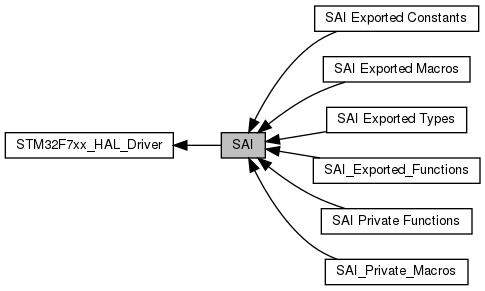 SAI Exported Constants
SAI Exported Macros
SAI Exported Types
STM32F7xx_HAL_Driver
SAI
SAI_Exported_Functions
SAI Private Functions
SAI_Private_Macros